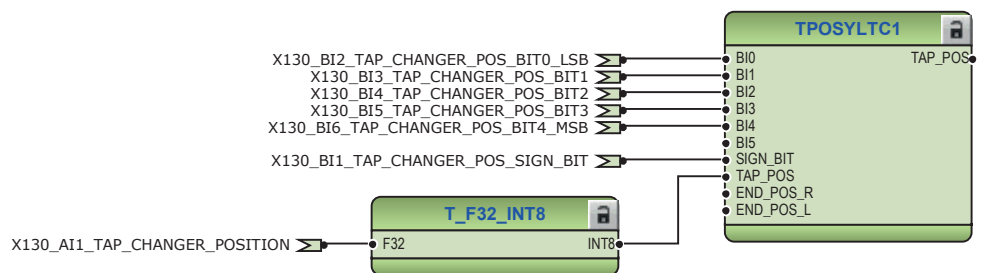 TPOSYLTC1
X130_BI2_TAP_CHANGER_POS_BIT0_LSB BI0 TAP_POS
X130_BI3_TAP_CHANGER_POS_BIT1 BI1
X130_BI4_TAP_CHANGER_POS_BIT2 BI2
X130_BI5_TAP_CHANGER_POS_BIT3 BI3
X130_BI6_TAP_CHANGER_POS_BIT4_MSB BI4
BI5
X130_BI1_TAP_CHANGER_POS_SIGN_BIT SIGN_BIT
TAP_POS
END_POS_R
END_POS_L
T_F32_INT8
X130_AI1_TAP_CHANGER_POSITION F32 INT8